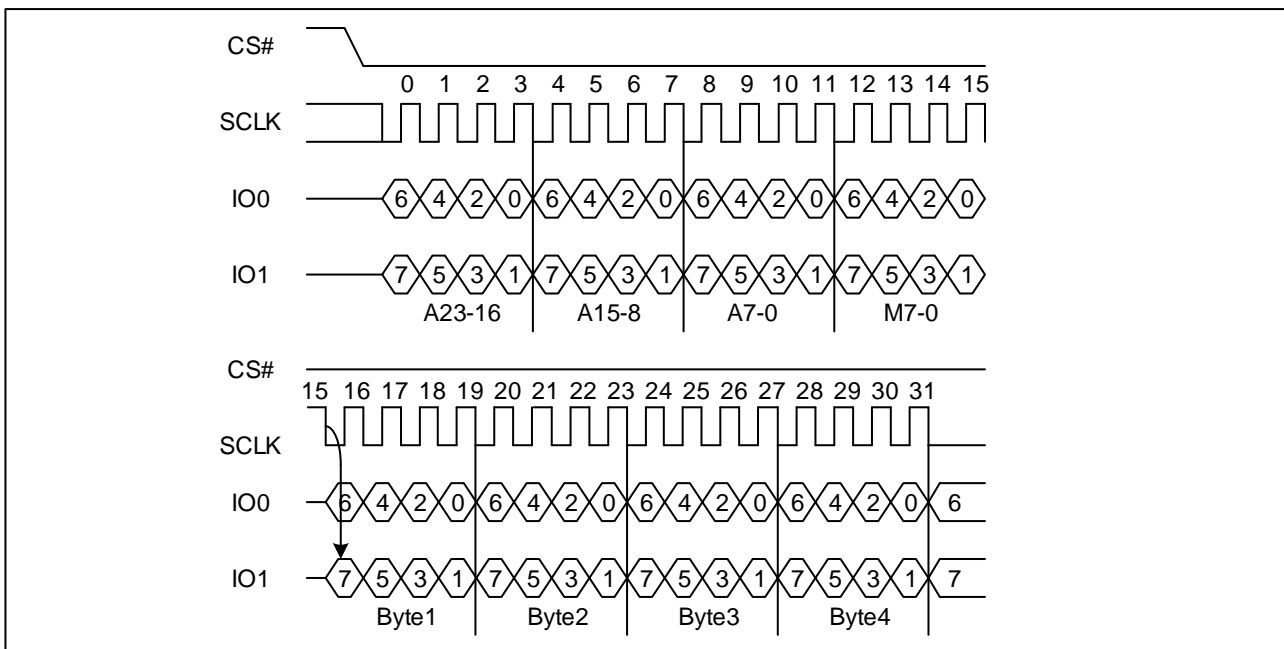 CS#
0 1 2 3 4 5 6 7 8 9 10 11 12 13 14 15
SCLK
IO0 6 4 2 0 6 4 2 0 6 4 2 0 6 4 2 0
IO1 7 5 3 1 7 5 3 1 7 5 3 1 7 5 3 1
A23-16 A15-8 A7-0 M7-0
CS#
15 16 17 18 19 20 21 22 23 24 25 26 27 28 29 30 31
SCLK
IO0 6 4 2 0 6 4 2 0 6 4 2 0 6 4 2 0 6
IO1 7 5 3 1 7 5 3 1 7 5 3 1 7 5 3 1 7
Byte1 Byte2 Byte3 Byte4